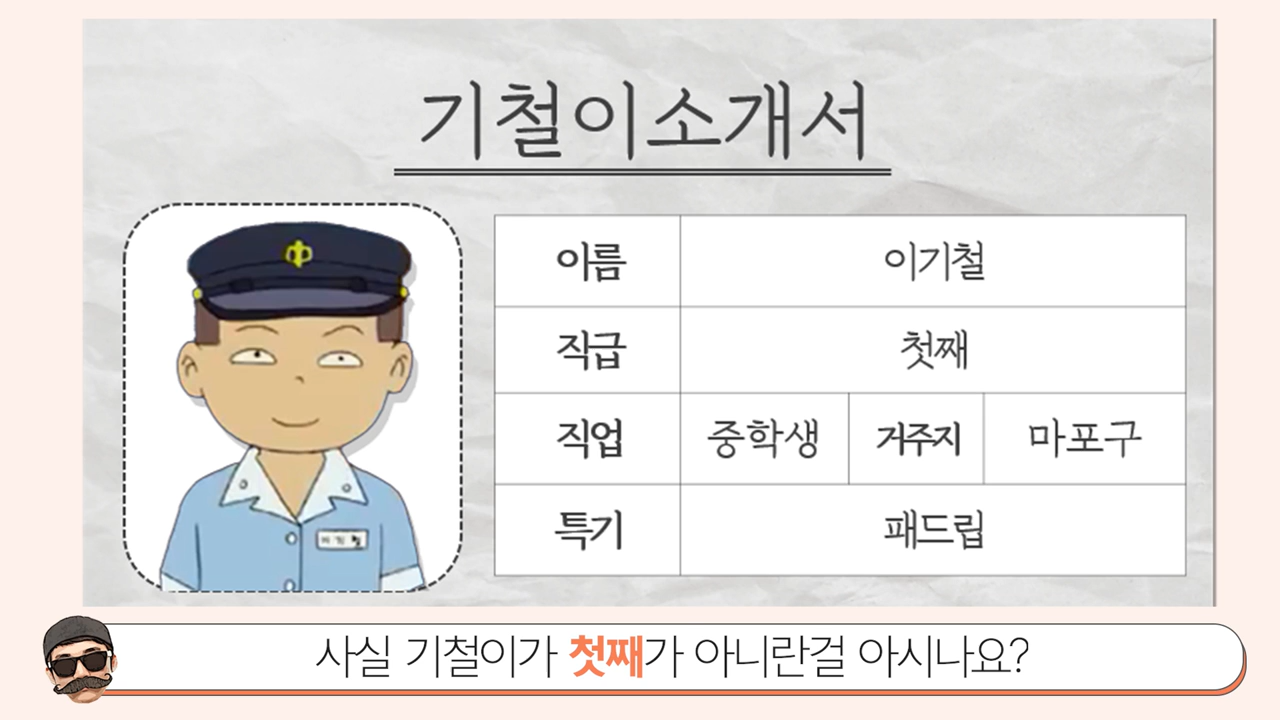 기철이소개서
이름 이기철
직급 첫째
직업 중학생 거주지 마포구
특기 패드립
사실 기철이가 첫째가 아니란걸 아시나요?